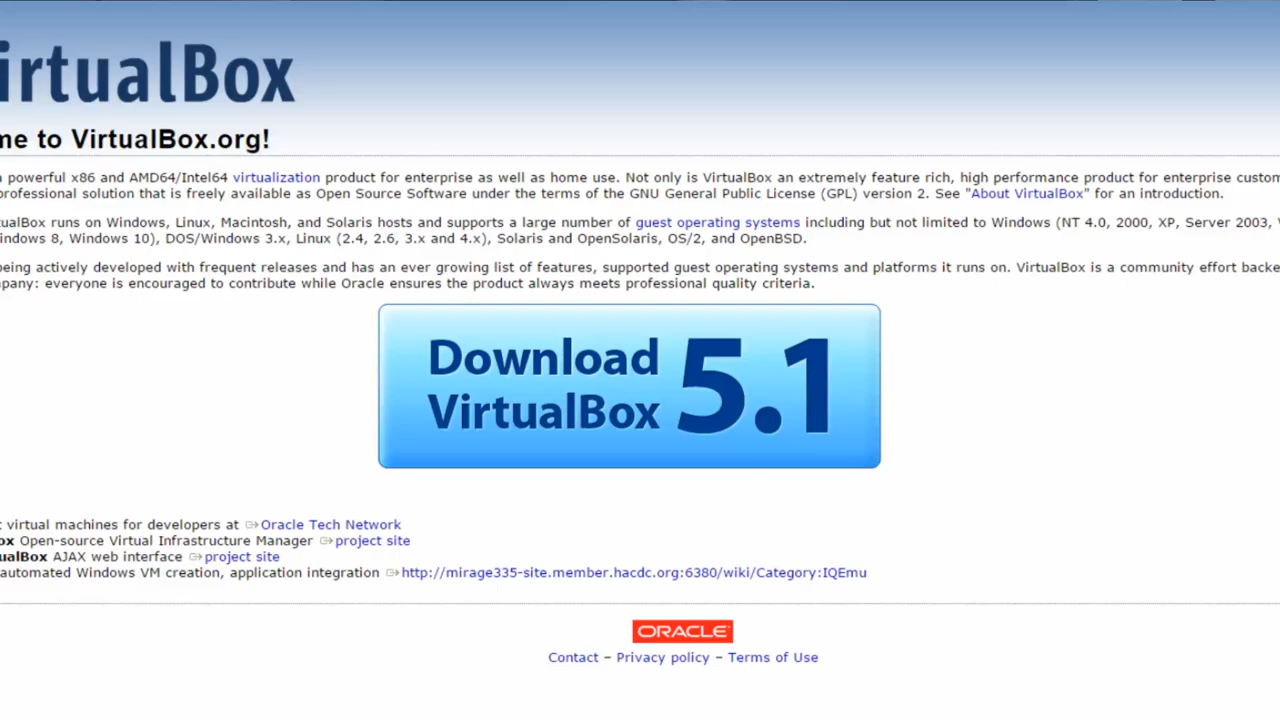 irtualBox
me to VirtualBox.org!
powerful x86 and AMD64/Intel64 virtualization product for enterprise as well as home use. Not only is VirtualBox an extremely feature rich, high performance product for enterprise custom
professional solution that is freely available as Open Source Software under the terms of the GNU General Public License (GPL) version 2. See "About VirtualBox" for an introduction.
tualBox runs on Windows, Linux, Macintosh, and Solaris hosts and supports a large number of guest operating systems including but not limited to Windows (NT 4.0, 2000, XP, Server 2003,
indows 8, Windows 10), DOS/Windows 3.x, Linux (2.4, 2.6, 3.x and 4.x), Solaris and OpenSolaris, OS/2, and OpenBSD.
being actively developed with frequent releases and has an ever growing list of features, supported guest operating systems and platforms it runs on. VirtualBox is a community effort backe
pany: everyone is encouraged to contribute while Oracle ensures the product always meets professional quality criteria.
Download
VirtualBox 5.1
virtual machines for developers at Oracle Tech Network
ox Open-source Virtual Infrastructure Manager project site
ualBox AJAX web interface project site
automated Windows VM creation, application integration http://mirage335-site.member.hacdc.org:6380/wiki/Category:IQEmu
ORACLE
Contact – Privacy policy – Terms of Use